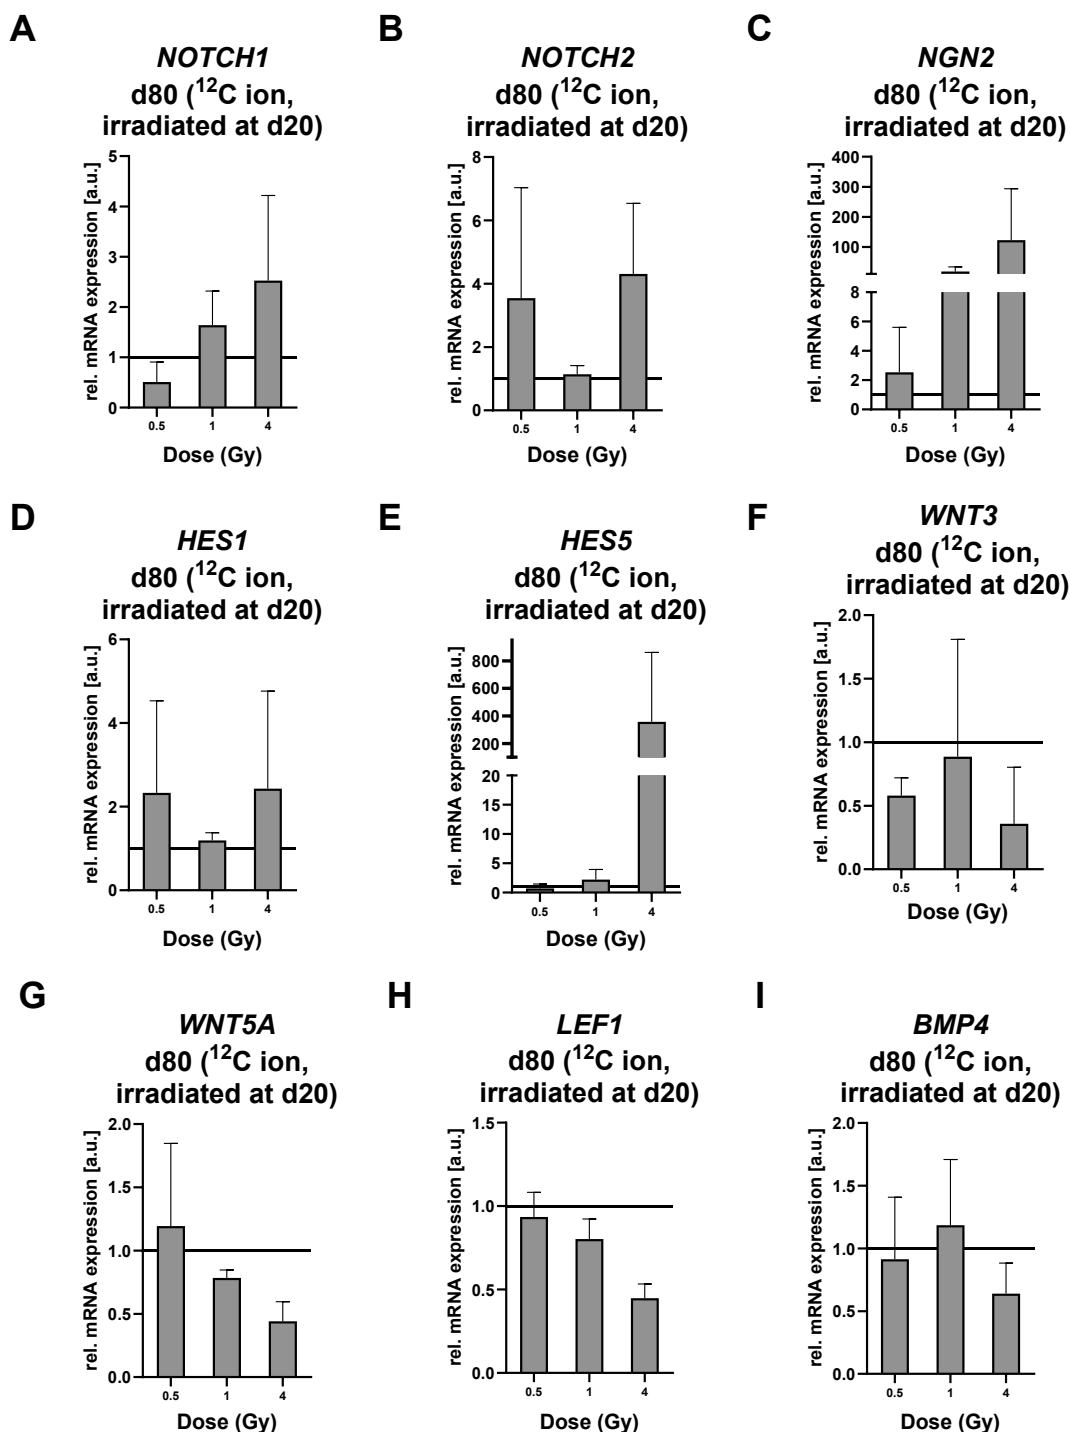 A
NOTCH1
d80 (¹²C ion,
irradiated at d20)
rel. mRNA expression [a.u.]
5
4
3
2
1
0
0.5 1 4
Dose (Gy)
B
NOTCH2
d80 (¹²C ion,
irradiated at d20)
rel. mRNA expression [a.u.]
8
6
4
2
0
0.5 1 4
Dose (Gy)
C
NGN2
d80 (¹²C ion,
irradiated at d20)
rel. mRNA expression [a.u.]
400
300
200
100
8
6
4
2
0
0.5 1 4
Dose (Gy)
D
HES1
d80 (¹²C ion,
irradiated at d20)
rel. mRNA expression [a.u.]
6
4
2
0
0.5 1 4
Dose (Gy)
E
HES5
d80 (¹²C ion,
irradiated at d20)
rel. mRNA expression [a.u.]
800
600
400
200
20
15
10
5
0
0.5 1 4
Dose (Gy)
F
WNT3
d80 (¹²C ion,
irradiated at d20)
rel. mRNA expression [a.u.]
2.0
1.5
1.0
0.5
0.0
0.5 1 4
Dose (Gy)
G
WNT5A
d80 (¹²C ion,
irradiated at d20)
rel. mRNA expression [a.u.]
2.0
1.5
1.0
0.5
0.0
0.5 1 4
Dose (Gy)
H
LEF1
d80 (¹²C ion,
irradiated at d20)
rel. mRNA expression [a.u.]
1.5
1.0
0.5
0.0
0.5 1 4
Dose (Gy)
I
BMP4
d80 (¹²C ion,
irradiated at d20)
rel. mRNA expression [a.u.]
2.0
1.5
1.0
0.5
0.0
0.5 1 4
Dose (Gy)